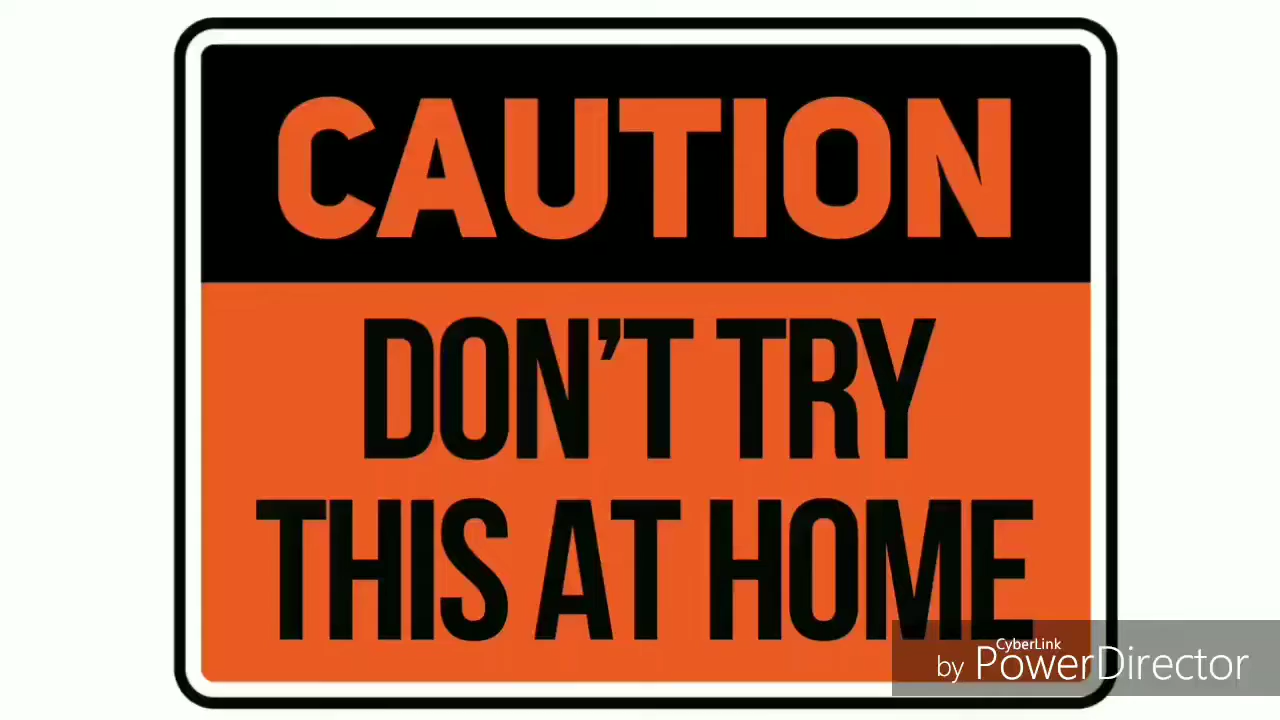 CAUTION
DON’T TRY
THIS AT HOME
CyberLink
by PowerDirector